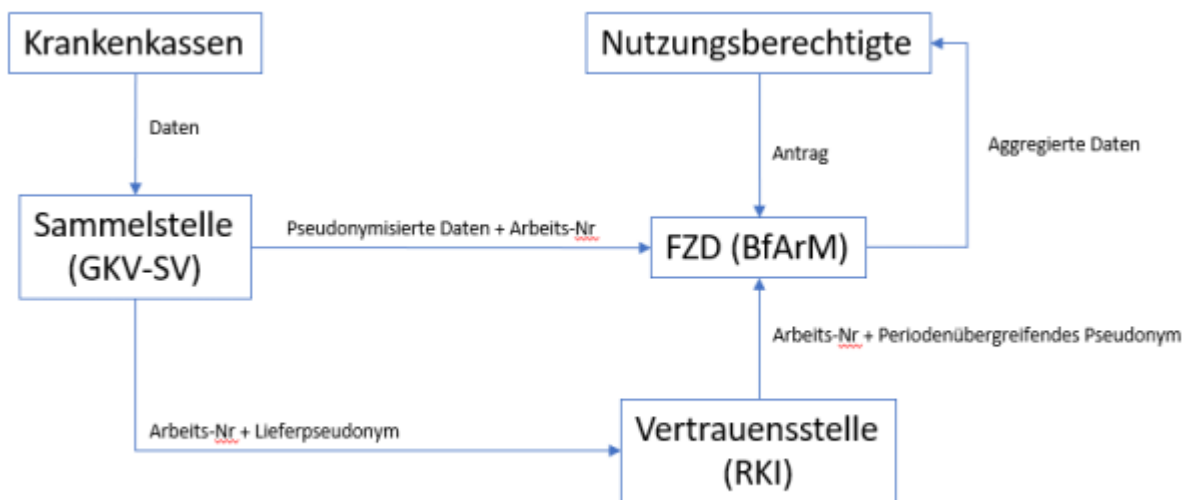 Krankenkassen
Nutzungsberechtigte
Daten
Antrag
Aggregierte Daten
Sammelstelle
(GKV-SV)
Pseudonymisierte Daten + Arbeits-Nr
FZD (BfArM)
Arbeits-Nr + Periodenübergreifendes Pseudonym
Arbeits-Nr + Lieferpseudonym
Vertrauensstelle
(RKI)